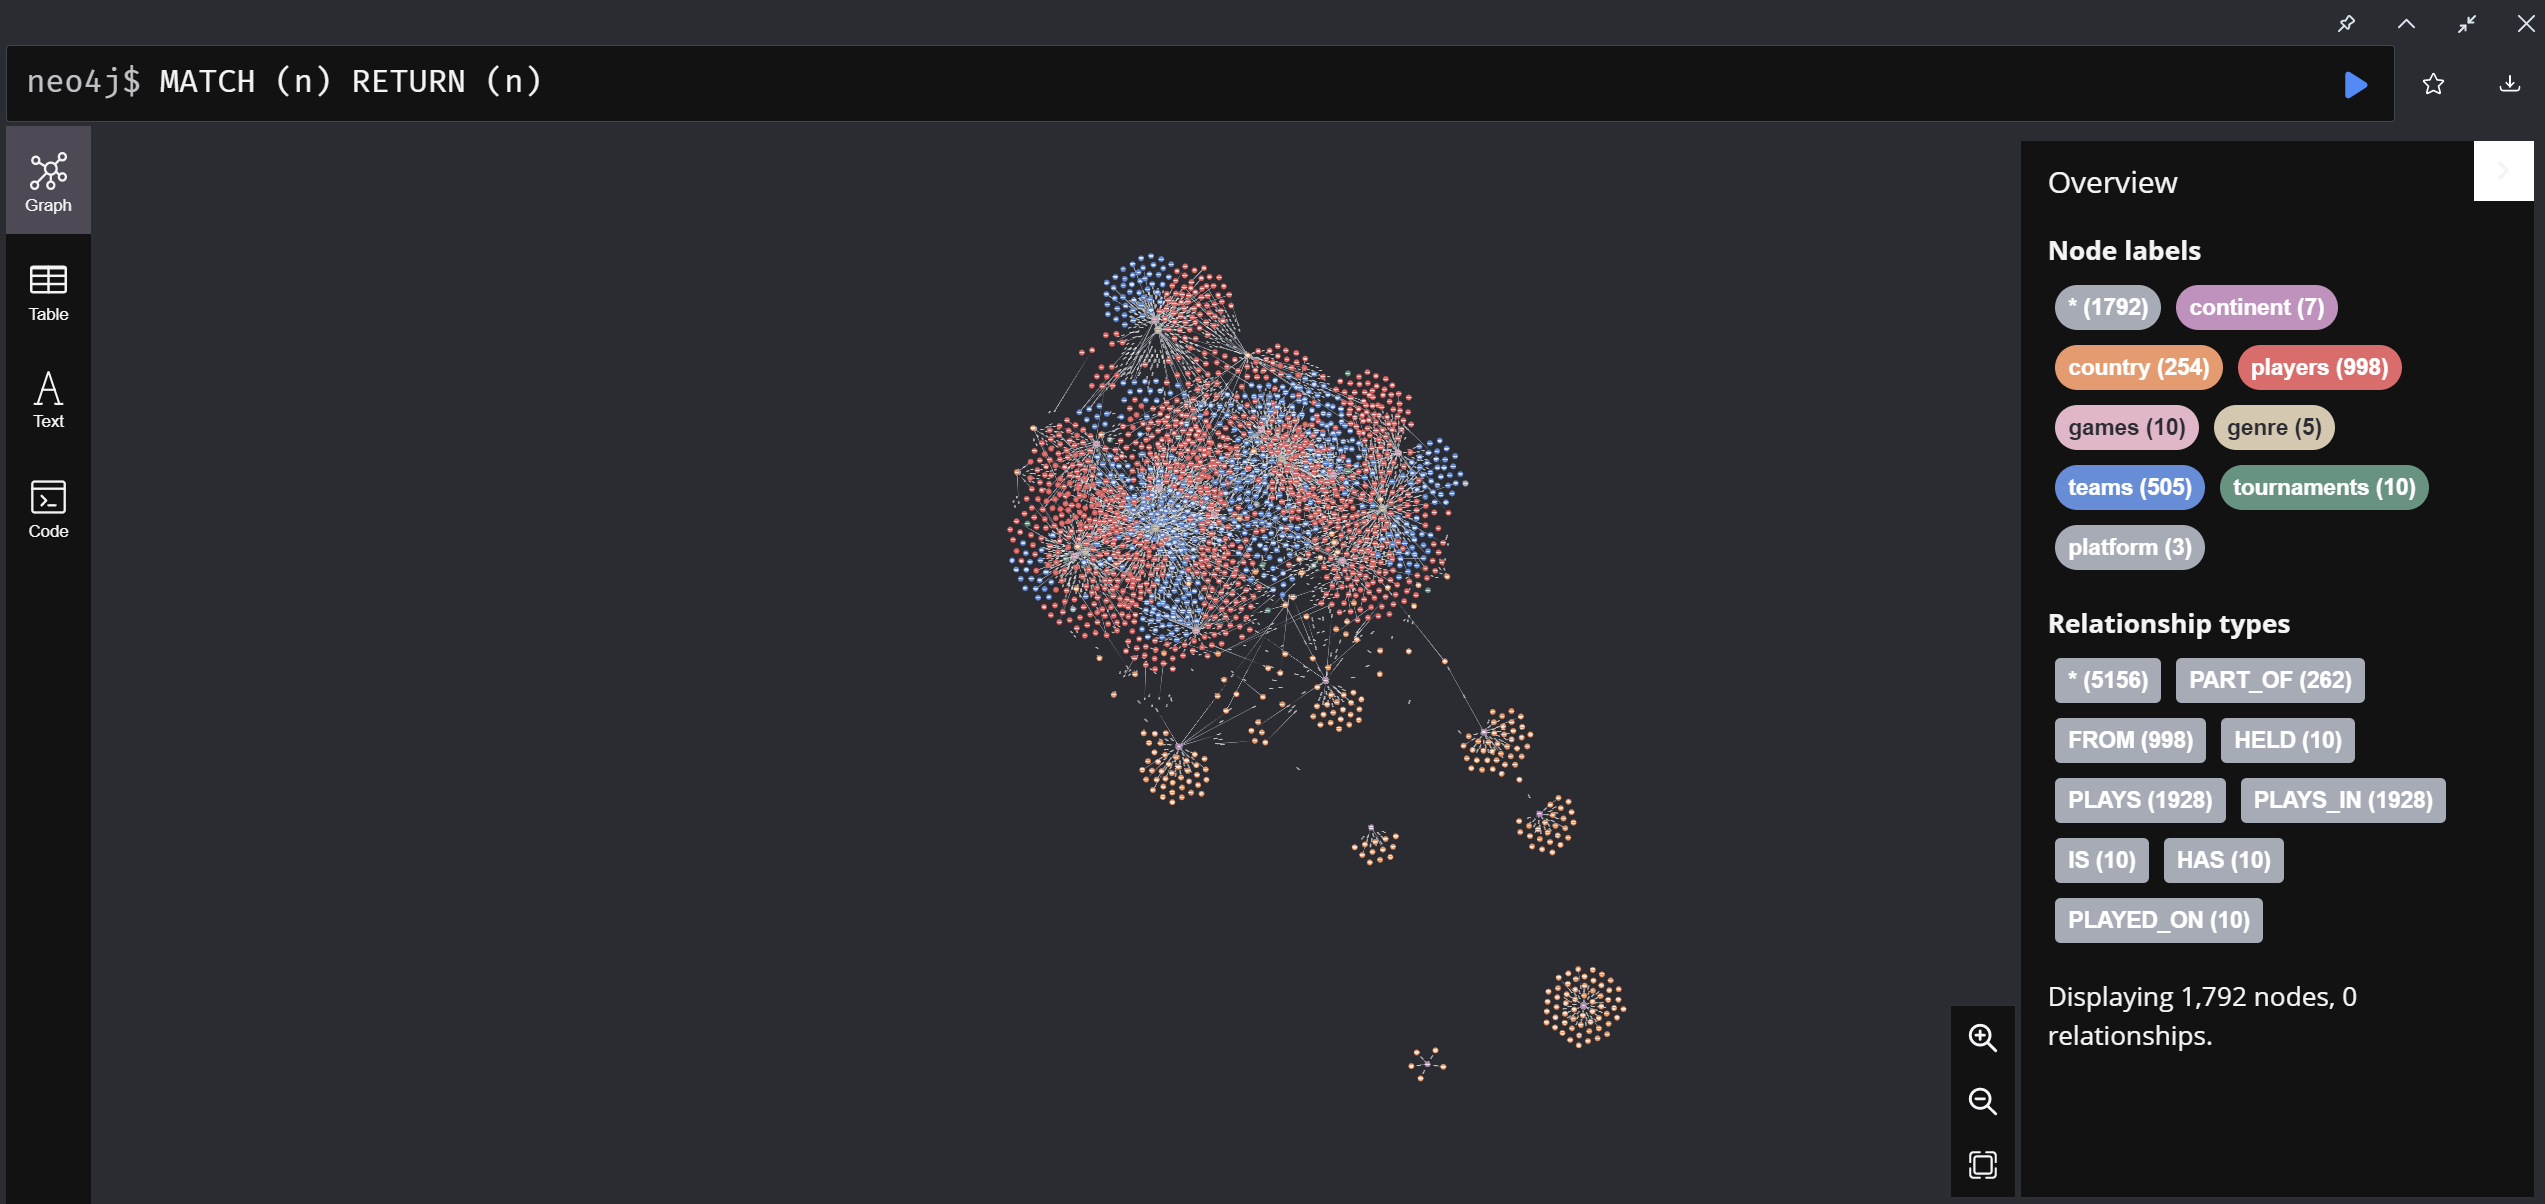 neo4j$ MATCH (n) RETURN (n)
Graph
Table
Text
Code
Overview
Node labels
* (1792) continent (7)
country (254) players (998)
games (10) genre (5)
teams (505) tournaments (10)
platform (3)
Relationship types
* (5156) PART_OF (262)
FROM (998) HELD (10)
PLAYS (1928) PLAYS_IN (1928)
IS (10) HAS (10)
PLAYED_ON (10)
Displaying 1,792 nodes, 0
relationships.